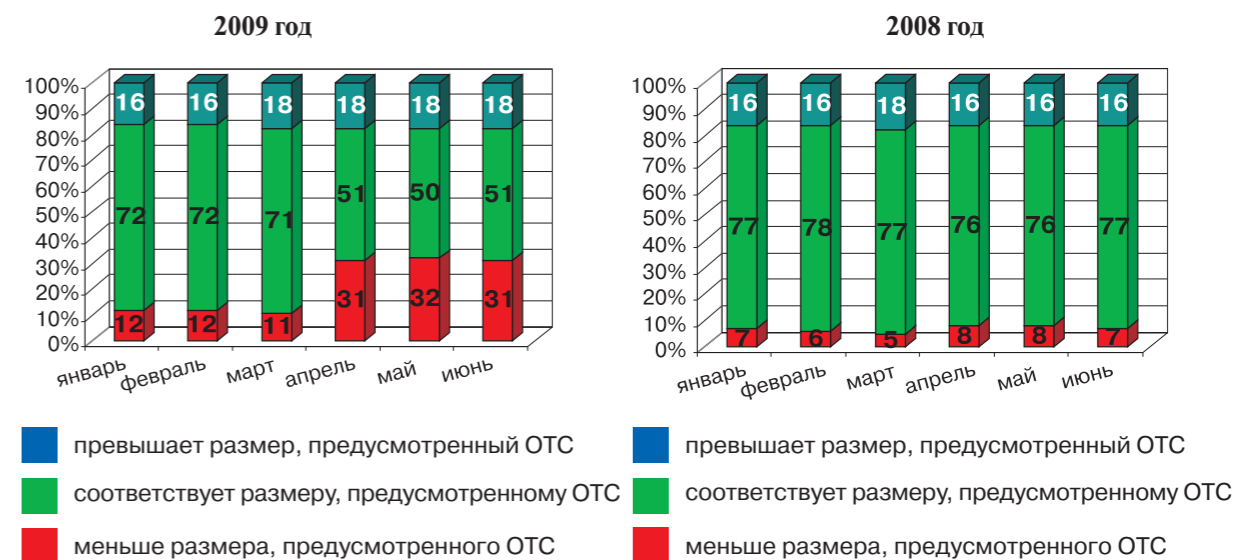 2009 год
100%
90%
80%
70%
60%
50%
40%
30%
20%
10%
0%
16 16 18 18 18 18
72 72 71 51 50 51
12 12 11 31 32 31
январь февраль март апрель май июнь
превышает размер, предусмотренный ОТС
соответствует размеру, предусмотренному ОТС
меньше размера, предусмотренного ОТС
2008 год
100%
90%
80%
70%
60%
50%
40%
30%
20%
10%
0%
16 16 18 16 16 16
77 78 77 76 76 77
7 6 5 8 8 7
январь февраль март апрель май июнь
превышает размер, предусмотренный ОТС
соответствует размеру, предусмотренному ОТС
меньше размера, предусмотренного ОТС